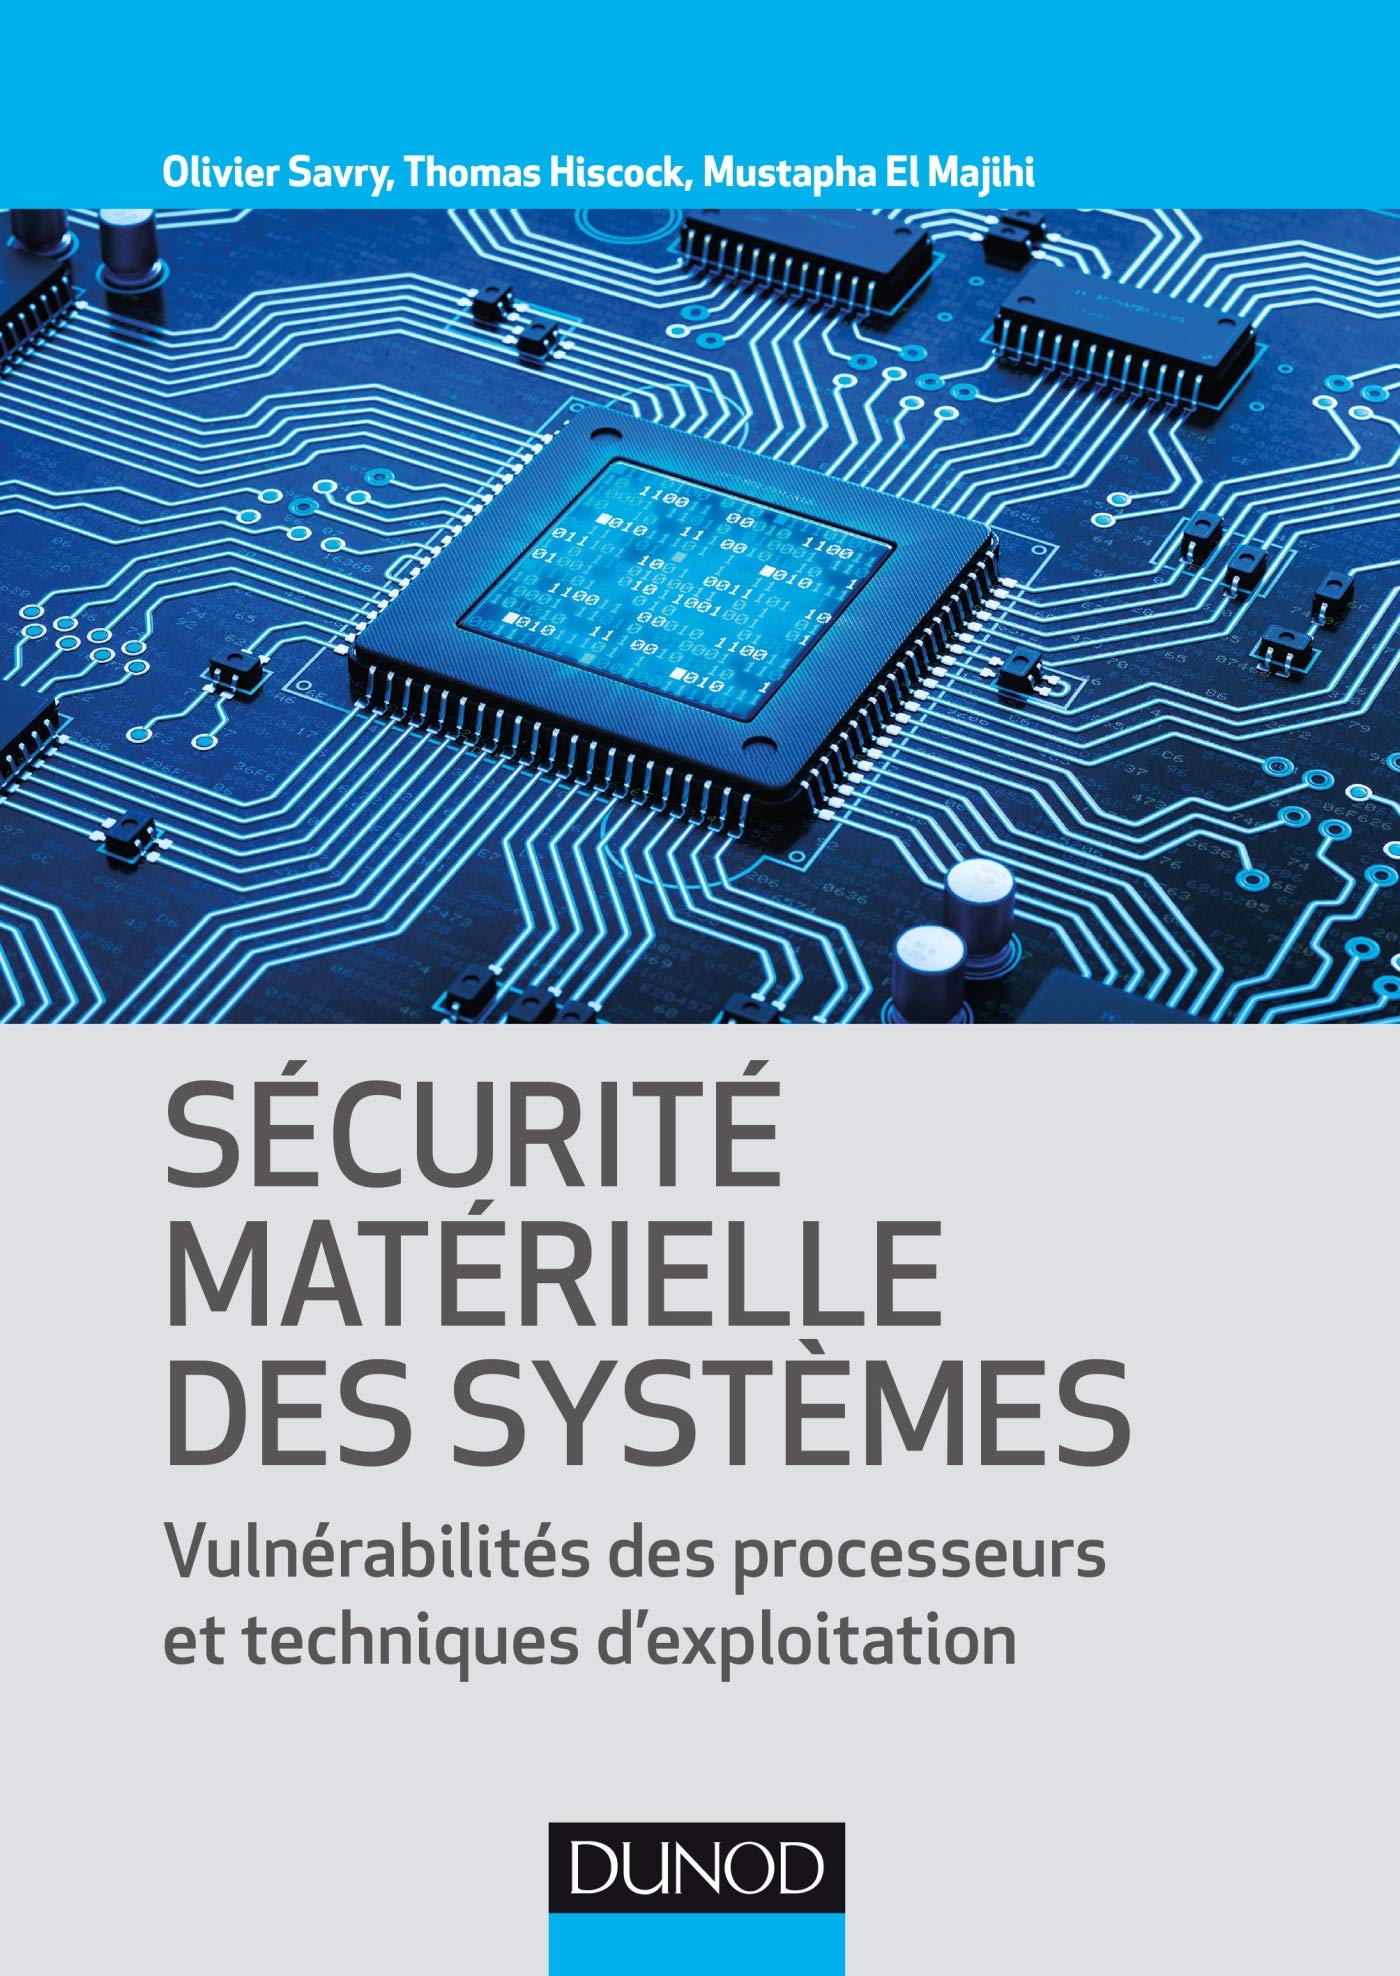 Olivier Savry, Thomas Hiscock, Mustapha El Majihi
SÉCURITÉ
MATÉRIELLE
DES SYSTÈMES
Vulnérabilités des processeurs
et techniques d'exploitation
DUNOD